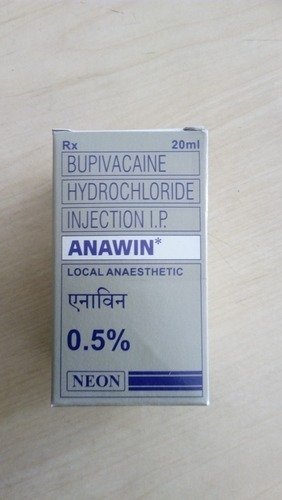 Rx 20ml
BUPIVACAINE
HYDROCHLORIDE
INJECTION I.P.
ANAWIN*
LOCAL ANAESTHETIC
एनाविन
0.5%
NEON